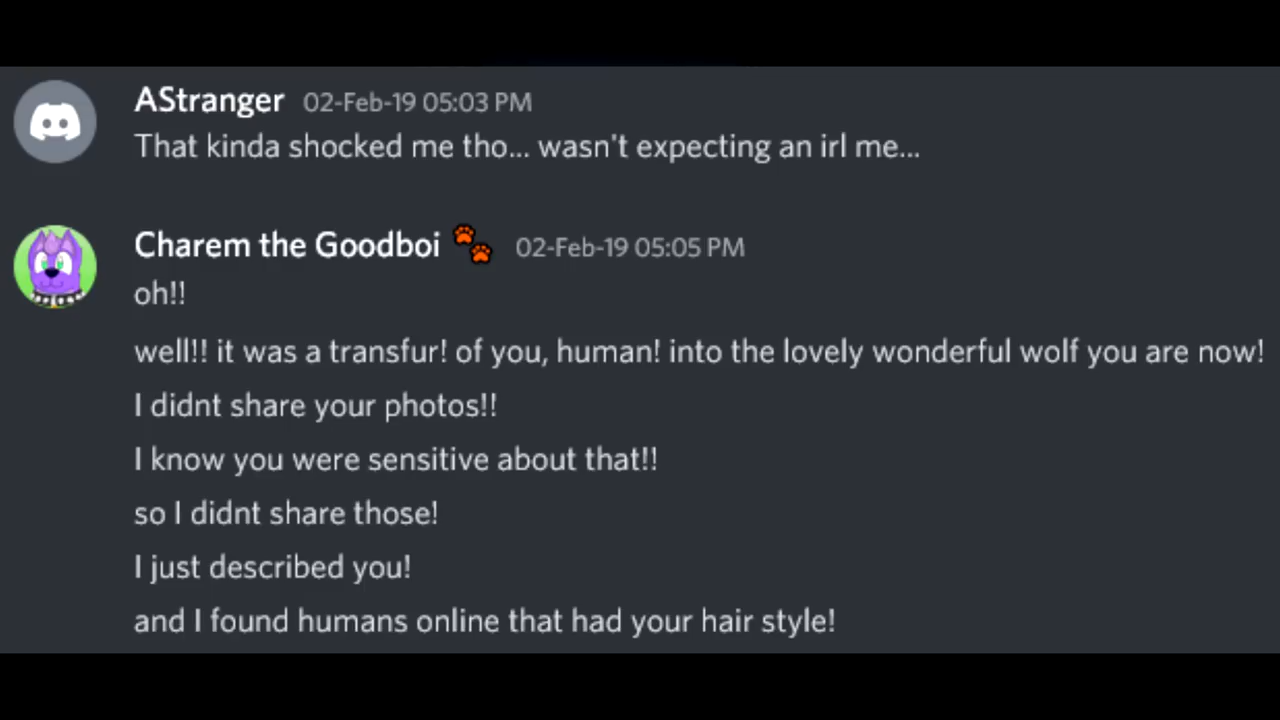 AStranger 02-Feb-19 05:03 PM
That kinda shocked me tho... wasn't expecting an irl me...
Charem the Goodboi 02-Feb-19 05:05 PM
oh!!
well!! it was a transfur! of you, human! into the lovely wonderful wolf you are now!
I didnt share your photos!!
I know you were sensitive about that!!
so I didnt share those!
I just described you!
and I found humans online that had your hair style!